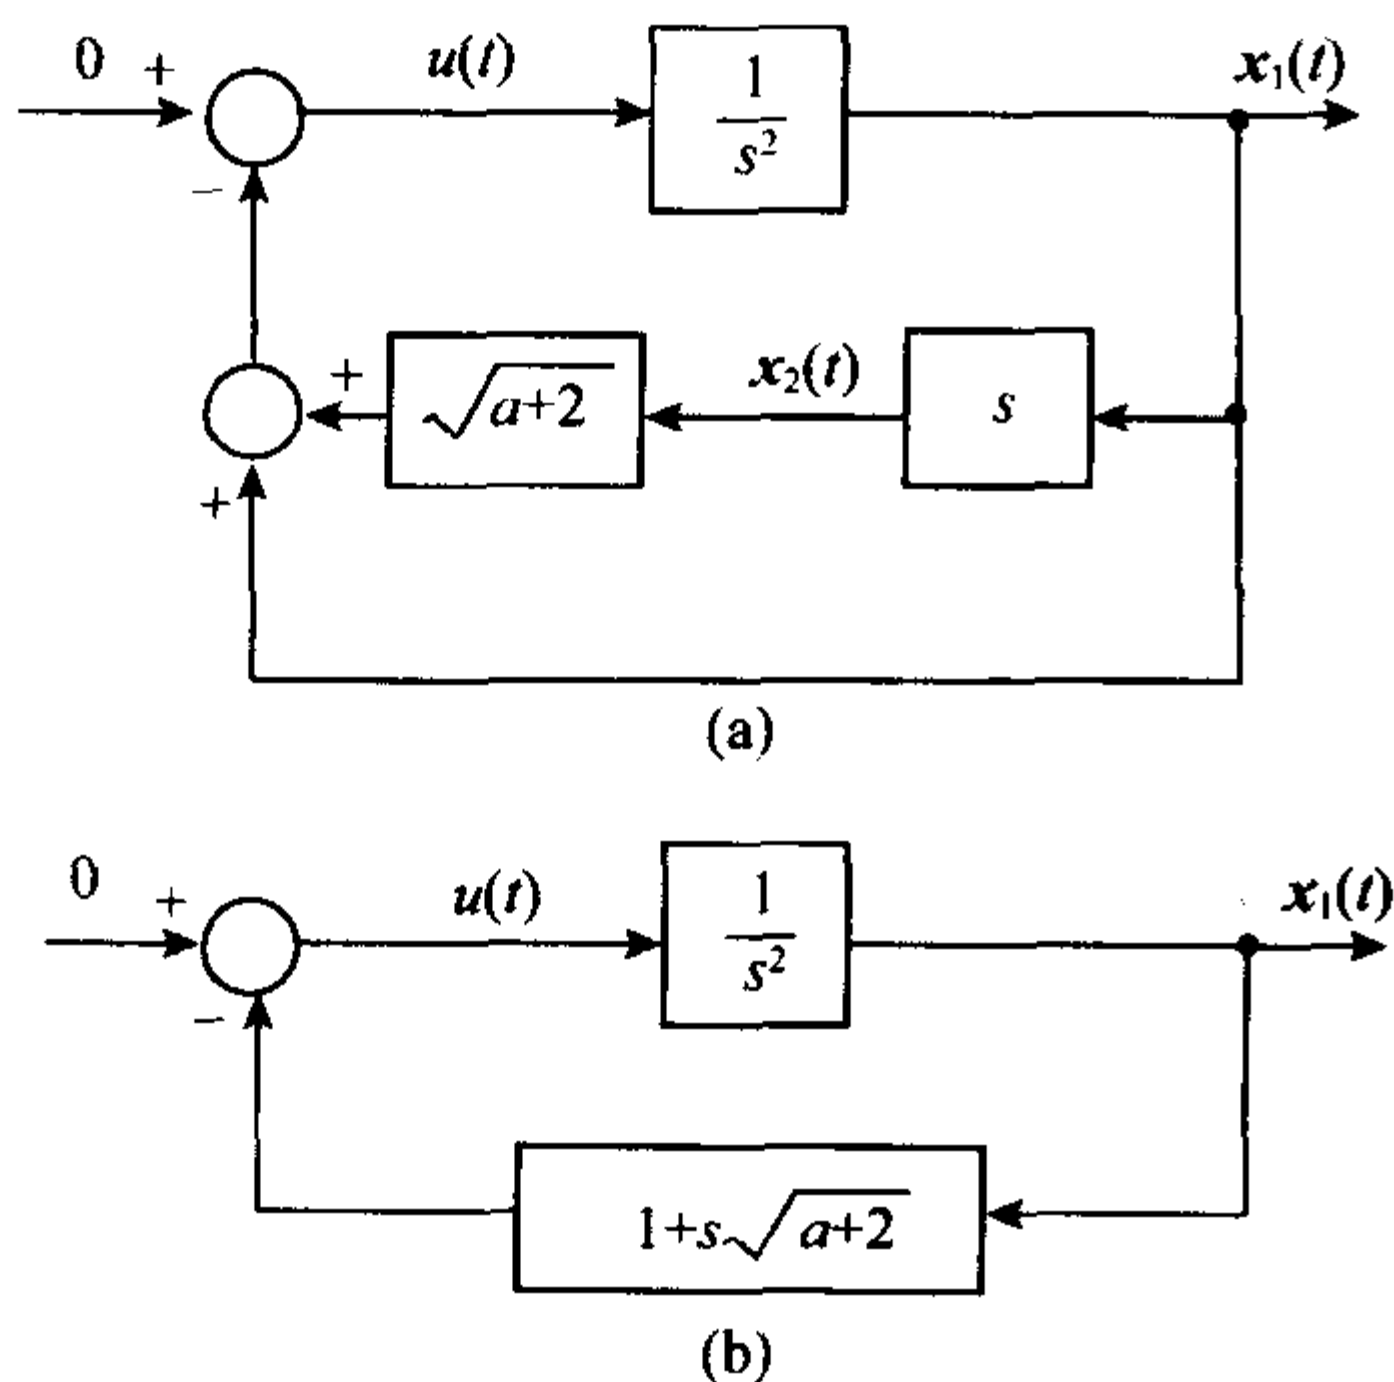 0 + u(t) 1/s² x₁(t)
−
+ √(a+2) x₂(t) s
+
(a)
0 + u(t) 1/s² x₁(t)
−
1+s√(a+2)
(b)